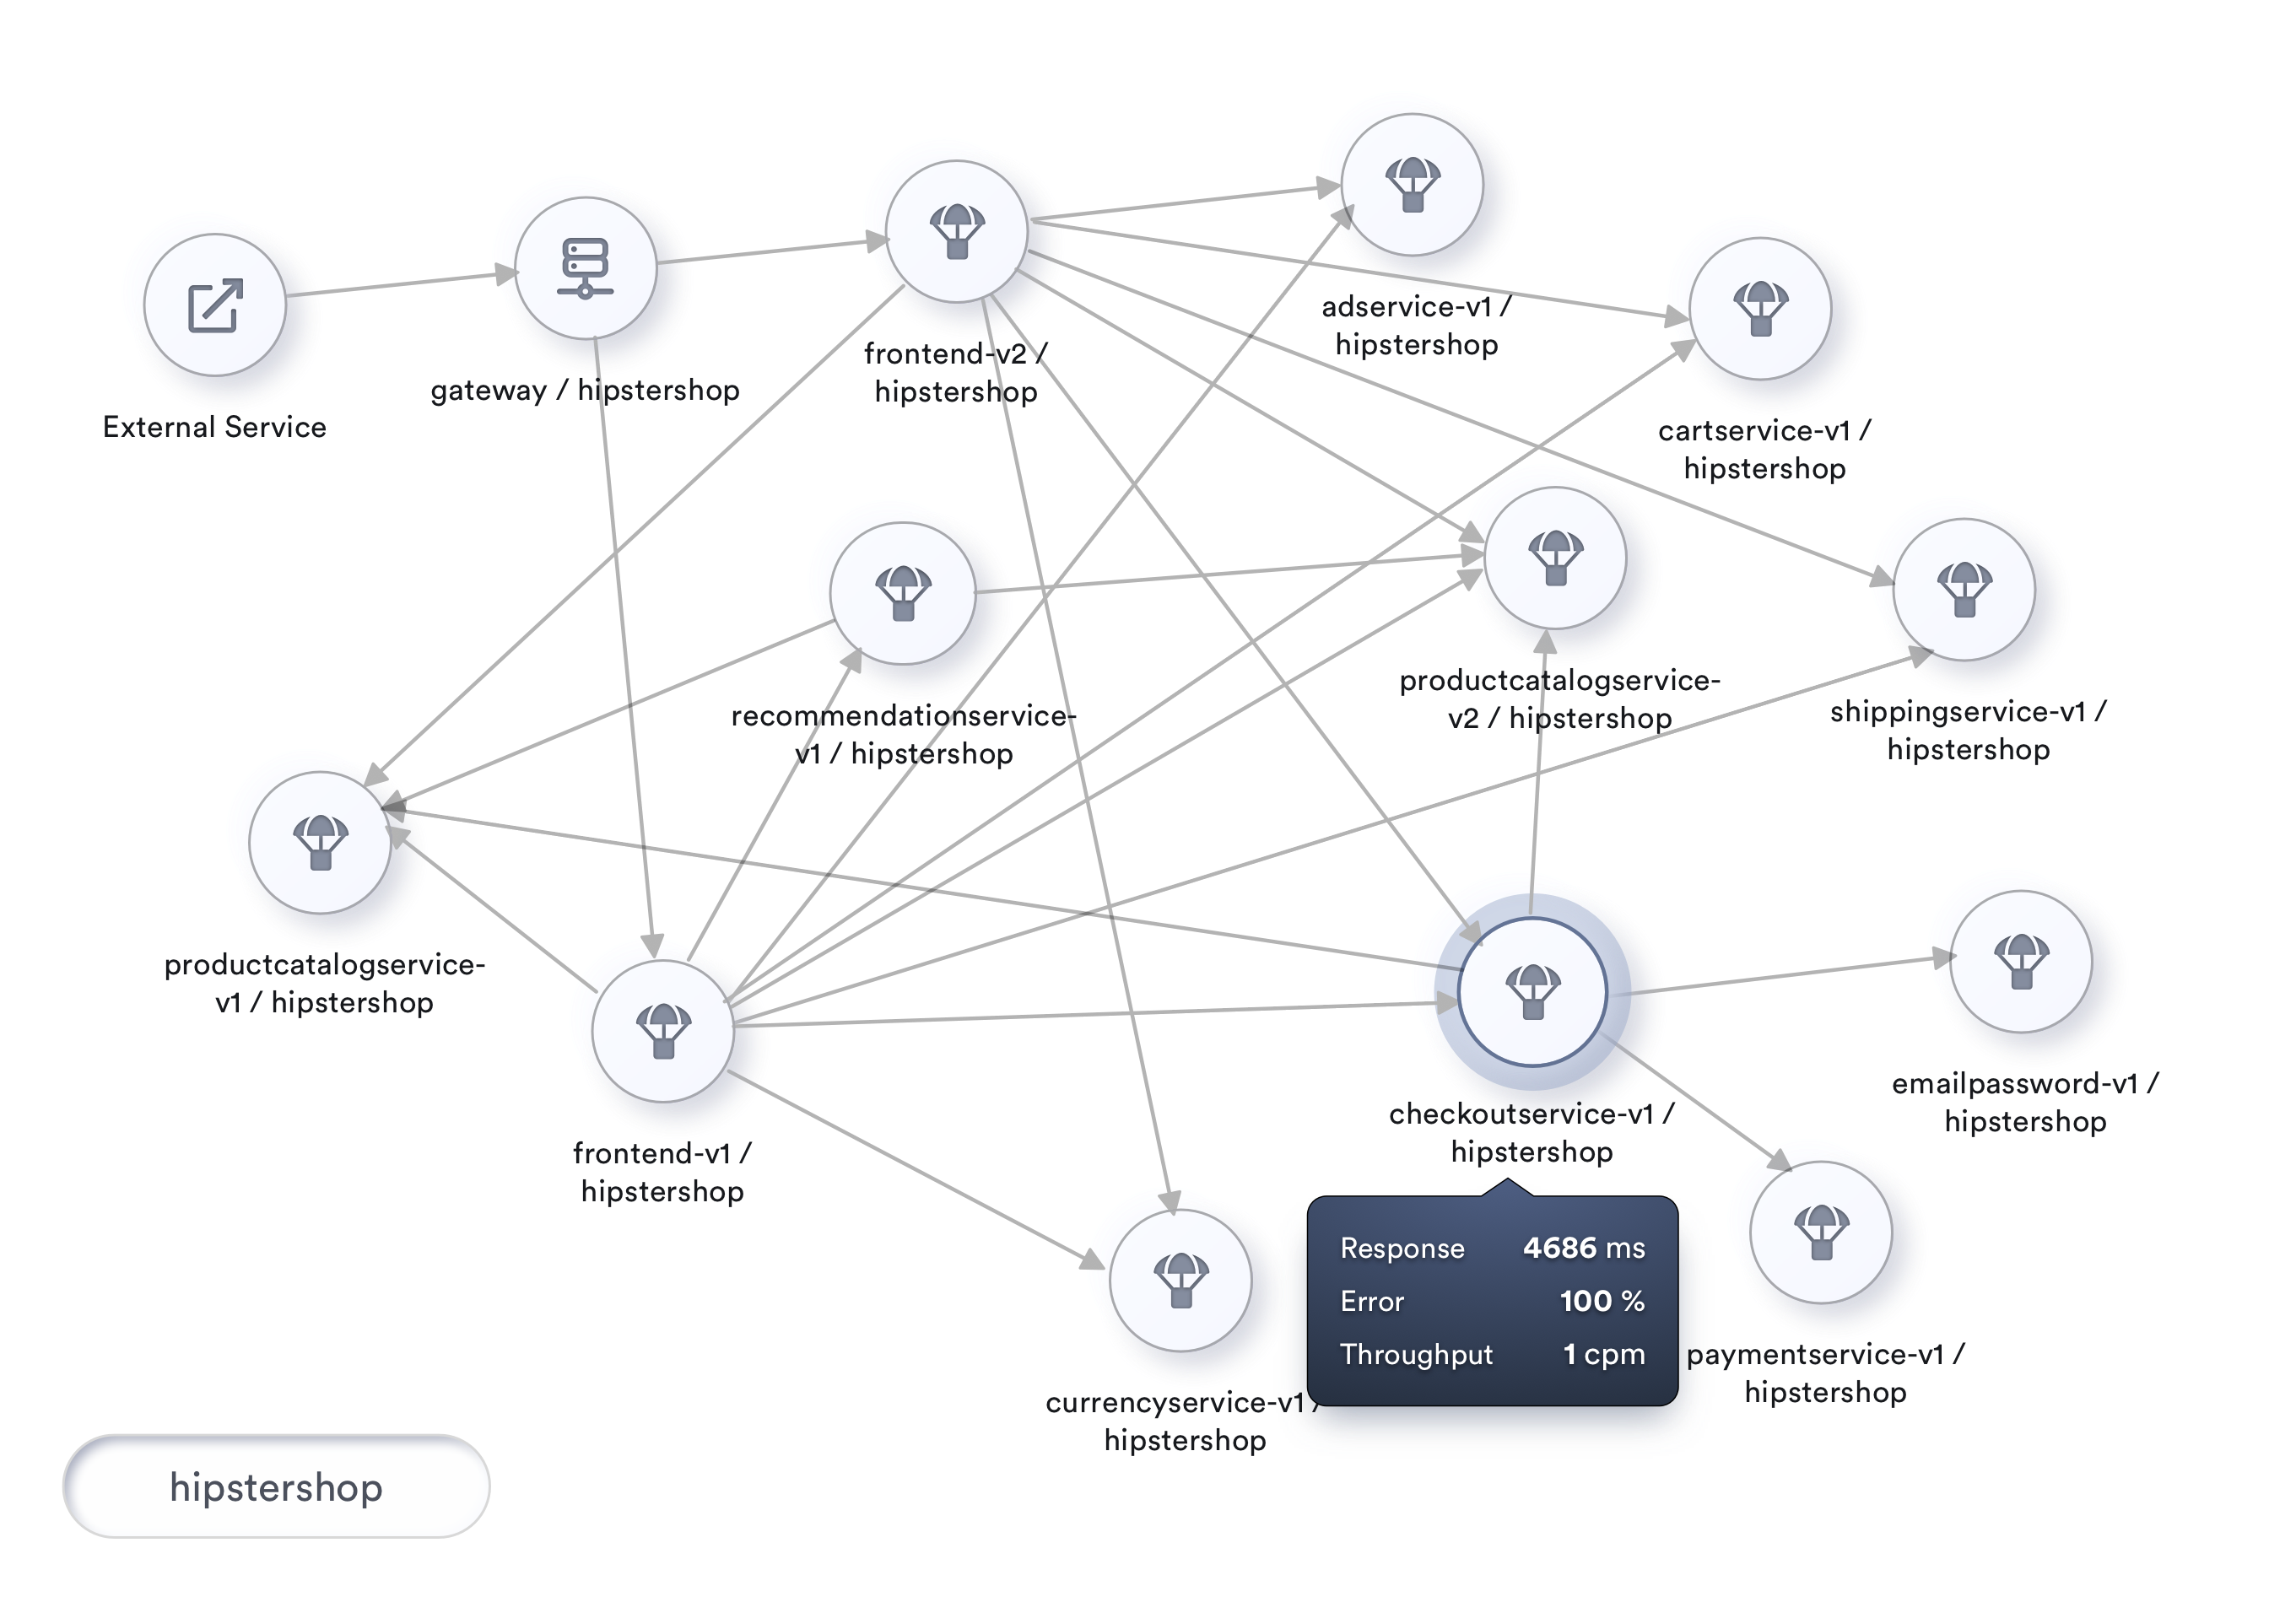 adservice-v1 /
hipstershop
frontend-v2 /
hipstershop
gateway / hipstershop
External Service
cartservice-v1 /
hipstershop
productcatalogservice-
v2 / hipstershop
shippingservice-v1 /
hipstershop
recommendationservice-
v1 / hipstershop
productcatalogservice-
v1 / hipstershop
emailpassword-v1 /
hipstershop
checkoutservice-v1 /
hipstershop
frontend-v1 /
hipstershop
Response 4686 ms
Error 100 %
Throughput 1 cpm
paymentservice-v1 /
hipstershop
currencyservice-v1 /
hipstershop
hipstershop